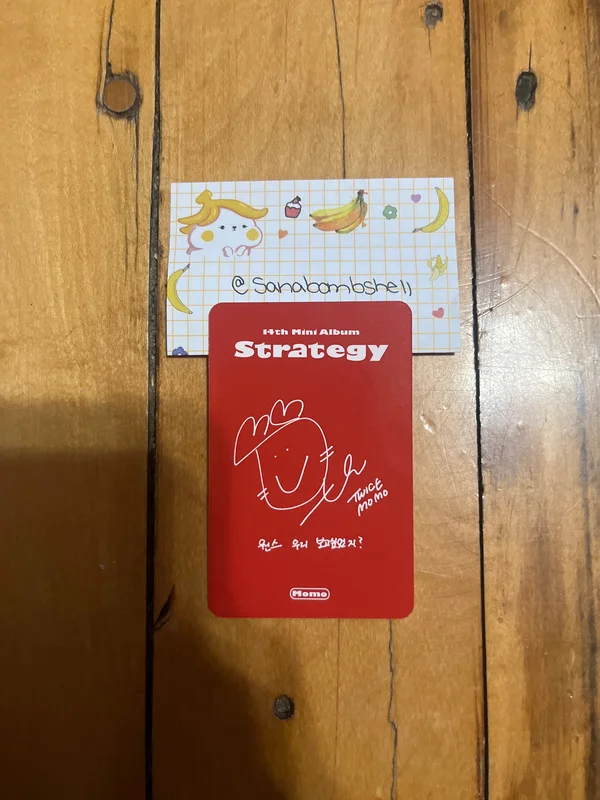 @sanabombshell
14th Mini Album
Strategy
TWICE
MOMO
원스 우리 보고싶었지?
Momo